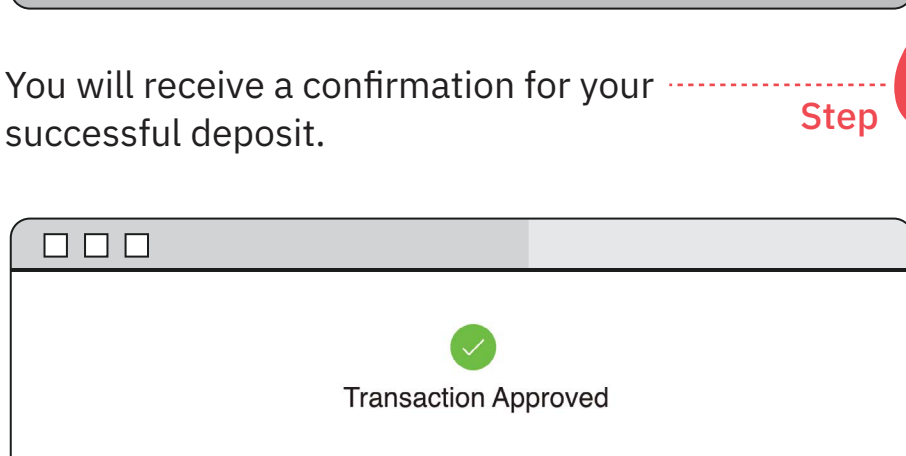 You will receive a confirmation for your
successful deposit.
Step
Transaction Approved